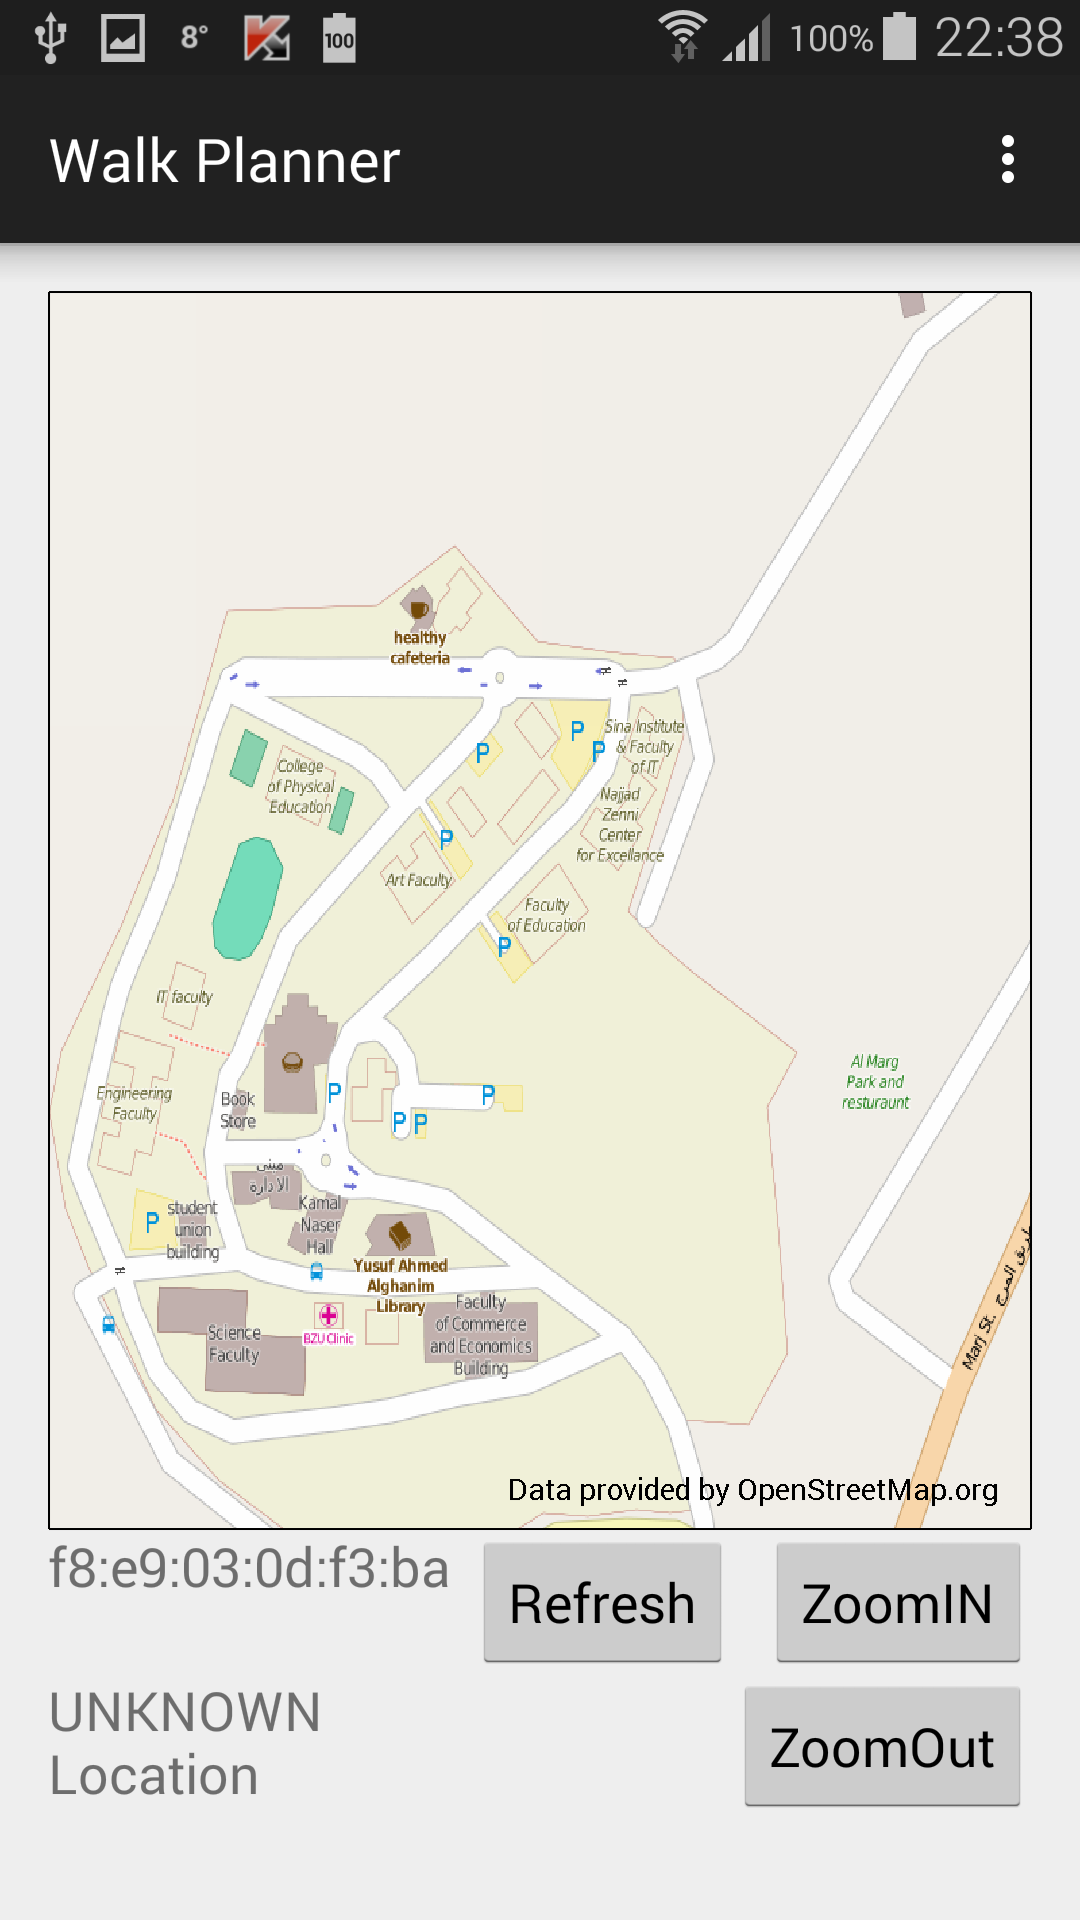 8°
100
100%
22:38
Walk Planner
healthy
cafeteria
P
P
P
Sina Institute
& Faculty
of IT
College
of Physical
Education
Najjad
Zenni
Center
for Excellance
P
Art Faculty
Faculty
of Education
P
IT faculty
Engineering
Faculty
Book
Store
P
P
P
P
Al Marg
Park and
resturaunt
مبنى
الادارة
Kamal
Naser
Hall
P
student
union
building
Yusuf Ahmed
Alghanim
Library
Faculty
of Commerce
and Economics
Building
BZU Clinic
Science
Faculty
Marj St.
طريق المرج
Data provided by OpenStreetMap.org
f8:e9:03:0d:f3:ba
Refresh
ZoomIN
UNKNOWN
Location
ZoomOut